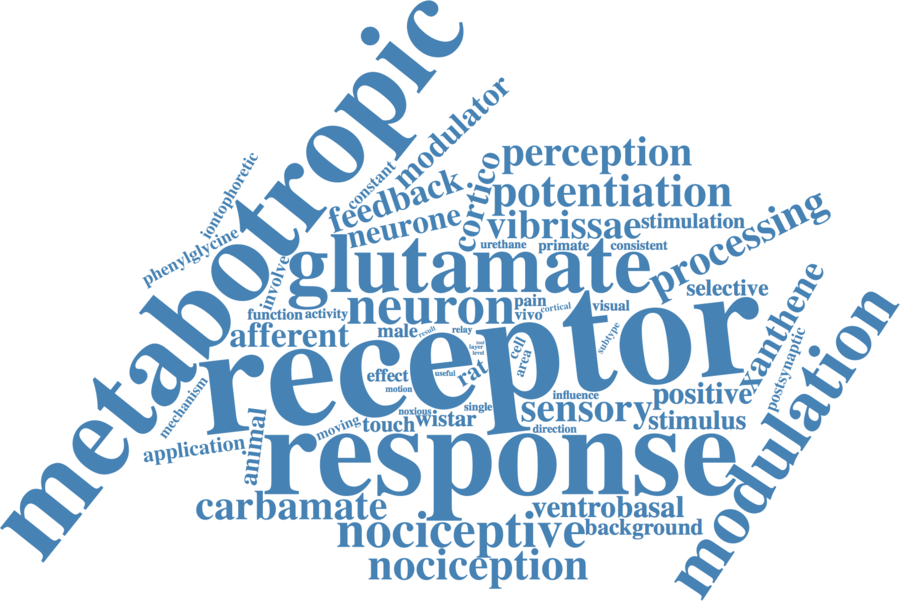 metabotropic
modulator
constant
iontophoretic
phenylglycine
feedback
neurone
cortico
perception
potentiation
vibrissae
stimulation
urethane
primate
consistent
processing
involve
glutamate
selective
function
activity
neuron
pain
vivo
cortical
visual
xanthene
afferent
male
result
relay
receptor
subtype
postsynaptic
modulation
tool
layer
level
cell
area
rat
effect
motion
useful
mechanism
influence
positive
noxious
single
sensory
stimulus
touch
wistar
moving
direction
application
animal
response
carbamate
ventrobasal
nociceptive
background
nociception